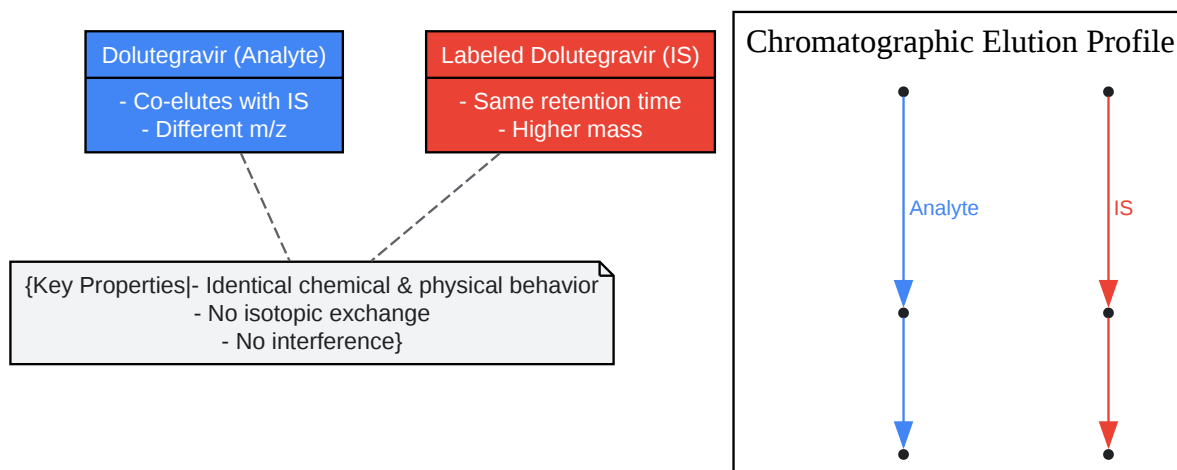 Dolutegravir (Analyte)
- Co-elutes with IS
- Different m/z
Labeled Dolutegravir (IS)
- Same retention time
- Higher mass
{Key Properties|- Identical chemical & physical behavior
- No isotopic exchange
- No interference}
Chromatographic Elution Profile
Analyte
IS